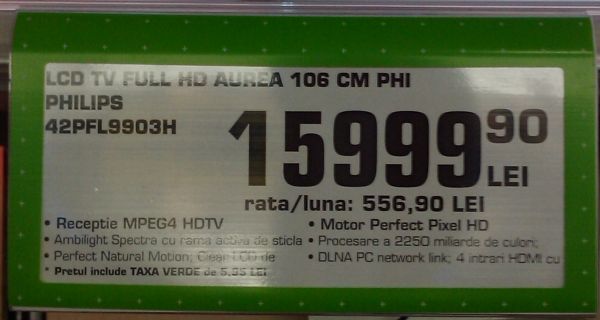 LCD TV FULL HD AUREA 106 CM PHI
PHILIPS
42PFL9903H
15999 90
LEI
rata/luna: 556,90 LEI
• Receptie MPEG4 HDTV
• Ambilight Spectra cu rama activa de sticla
• Perfect Natural Motion; Clear LCD de
• Motor Perfect Pixel HD
• Procesare a 2250 miliarde de culori;
• DLNA PC network link; 4 intrari HDMI cu
* Pretul include TAXA VERDE de 5.95 LEI